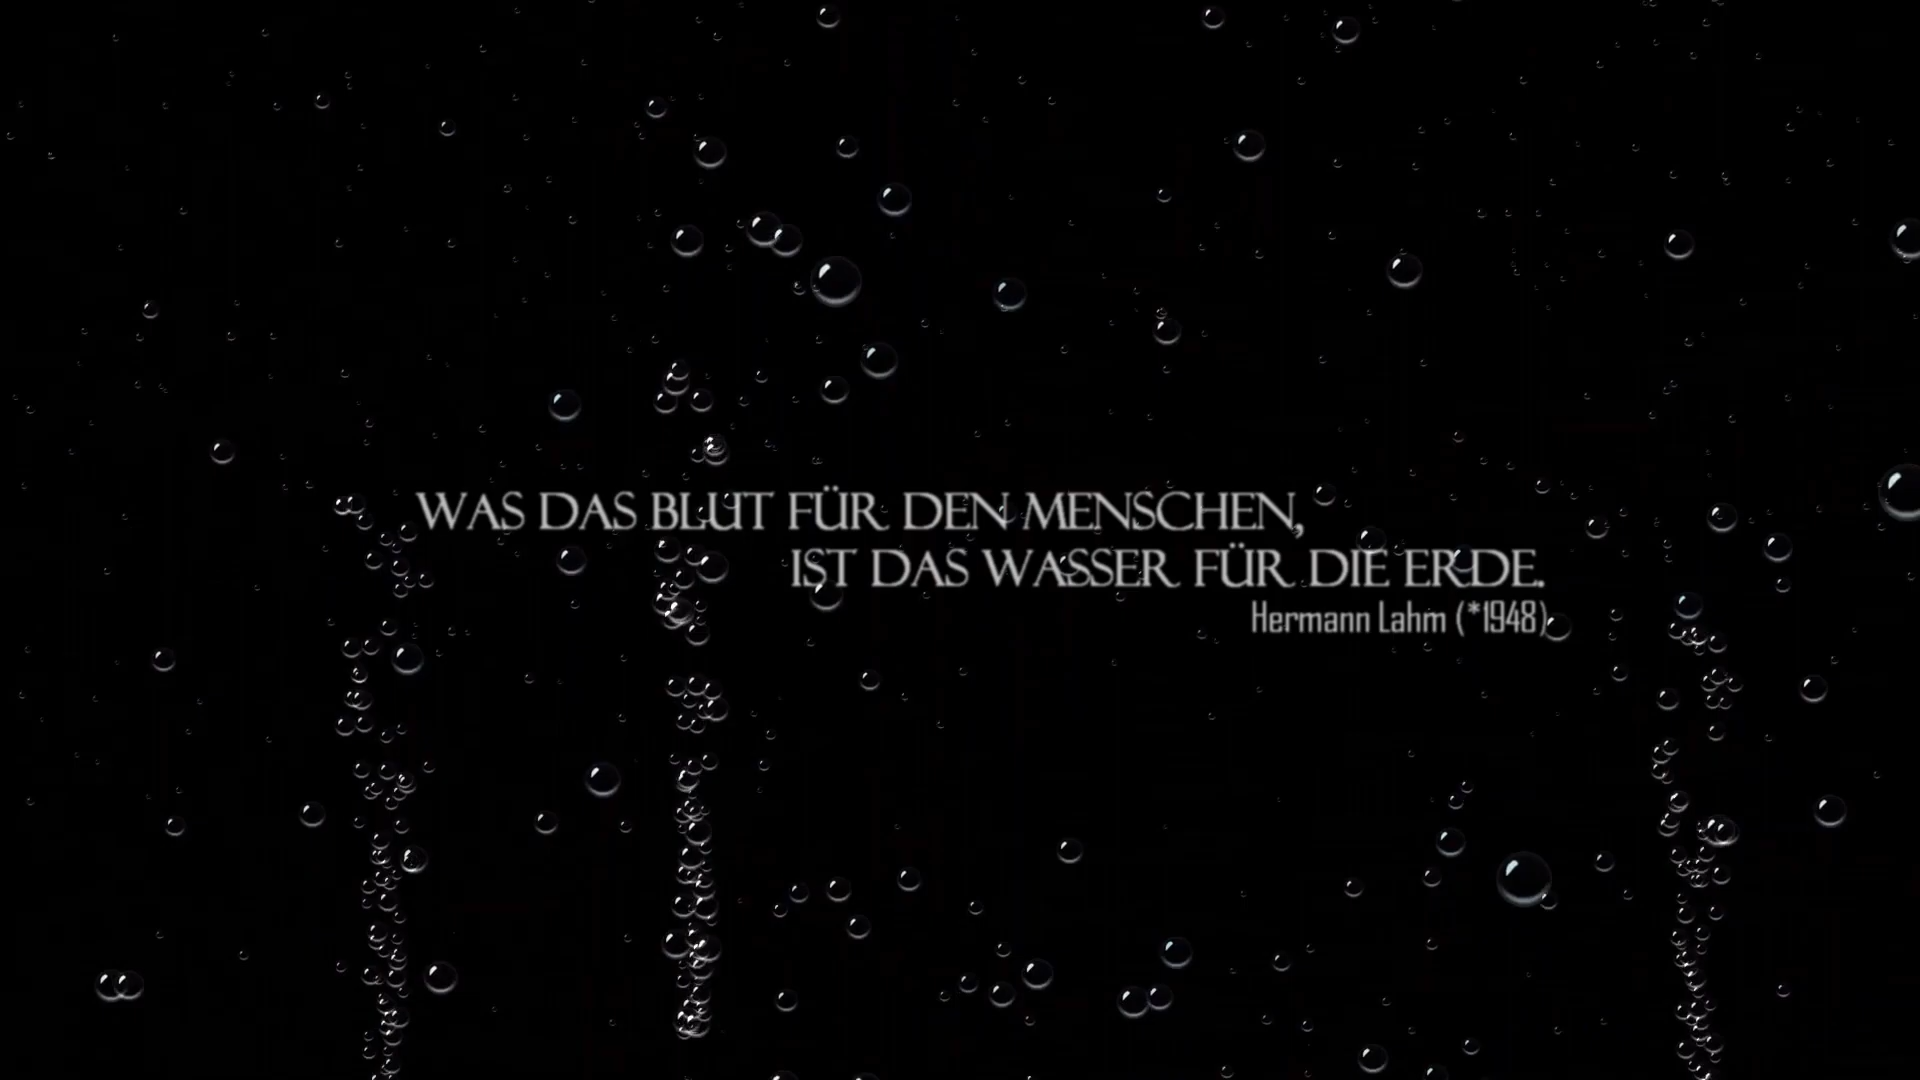 WAS DAS BLUT FÜR DEN MENSCHEN,
IST DAS WASSER FÜR DIE ERDE.
Hermann Lahm (*1948)